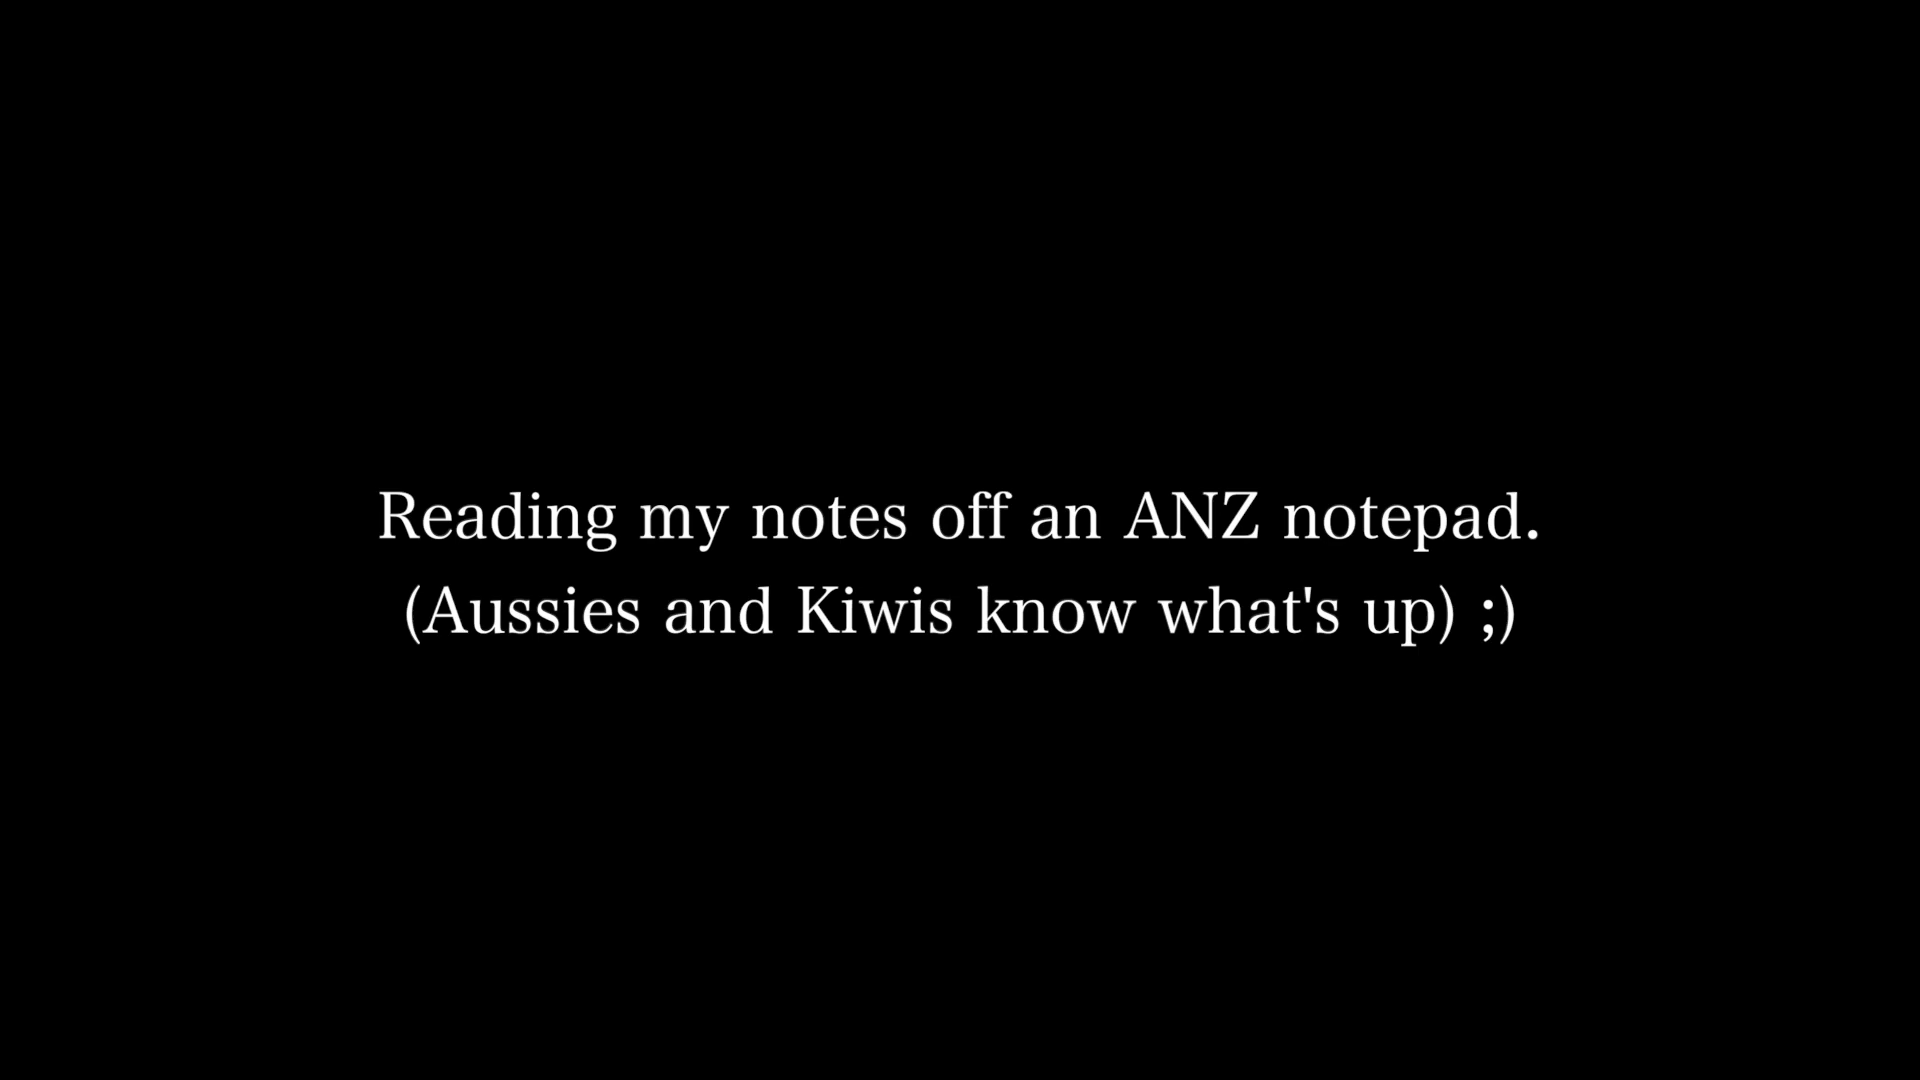 Reading my notes off an ANZ notepad.
(Aussies and Kiwis know what's up) ;)